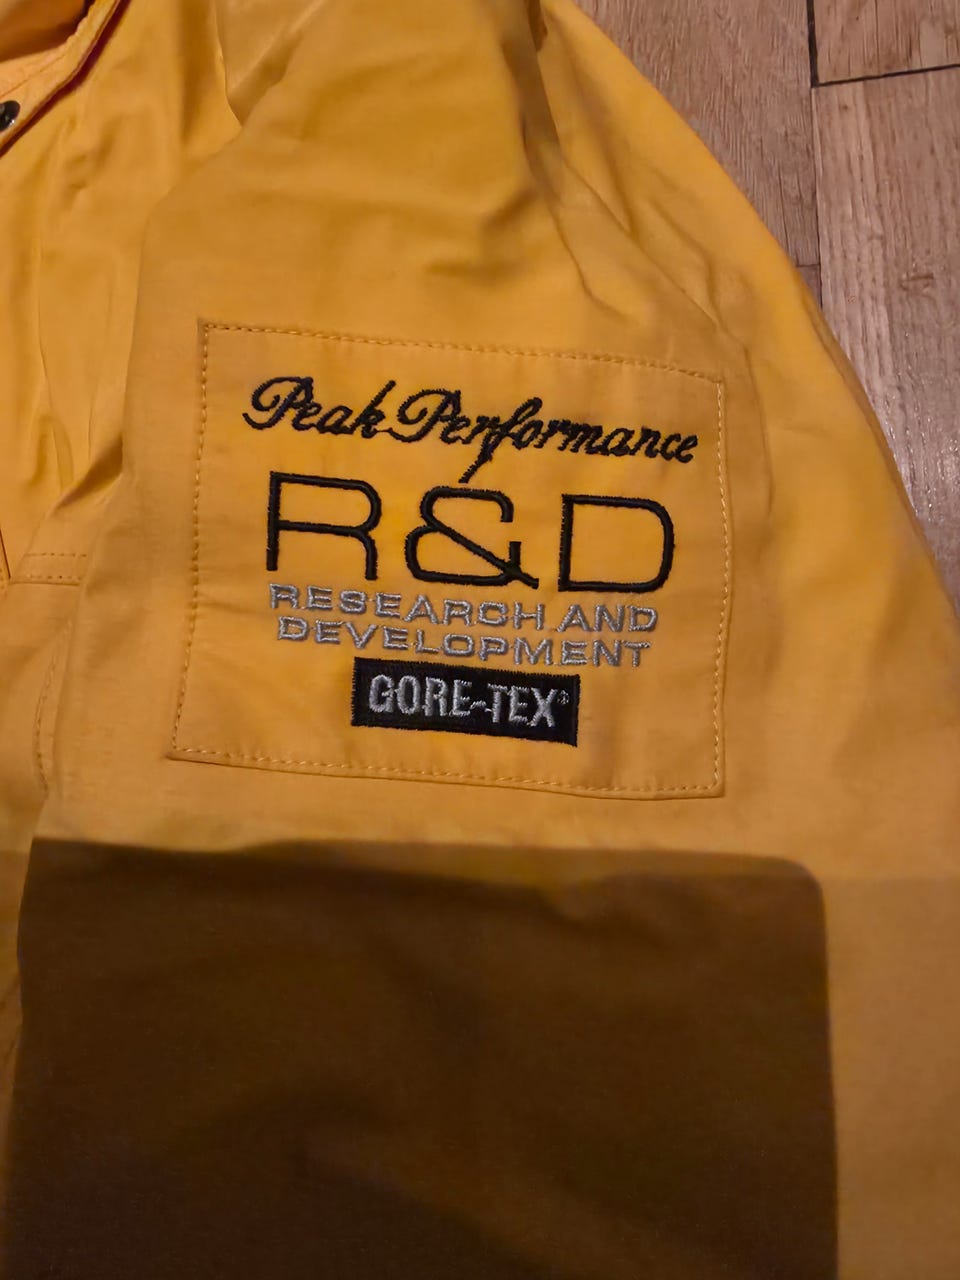 Peak Performance
R&D
RESEARCH AND
DEVELOPMENT
GORE-TEX®